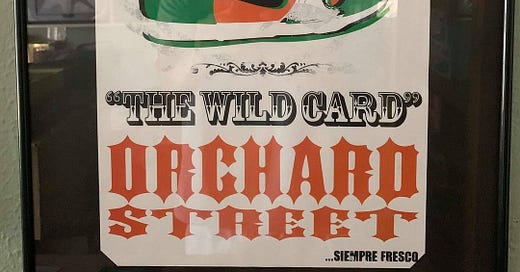 “THE WILD CARD”
ORCHARD
STREET
...SIEMPRE FRESCO